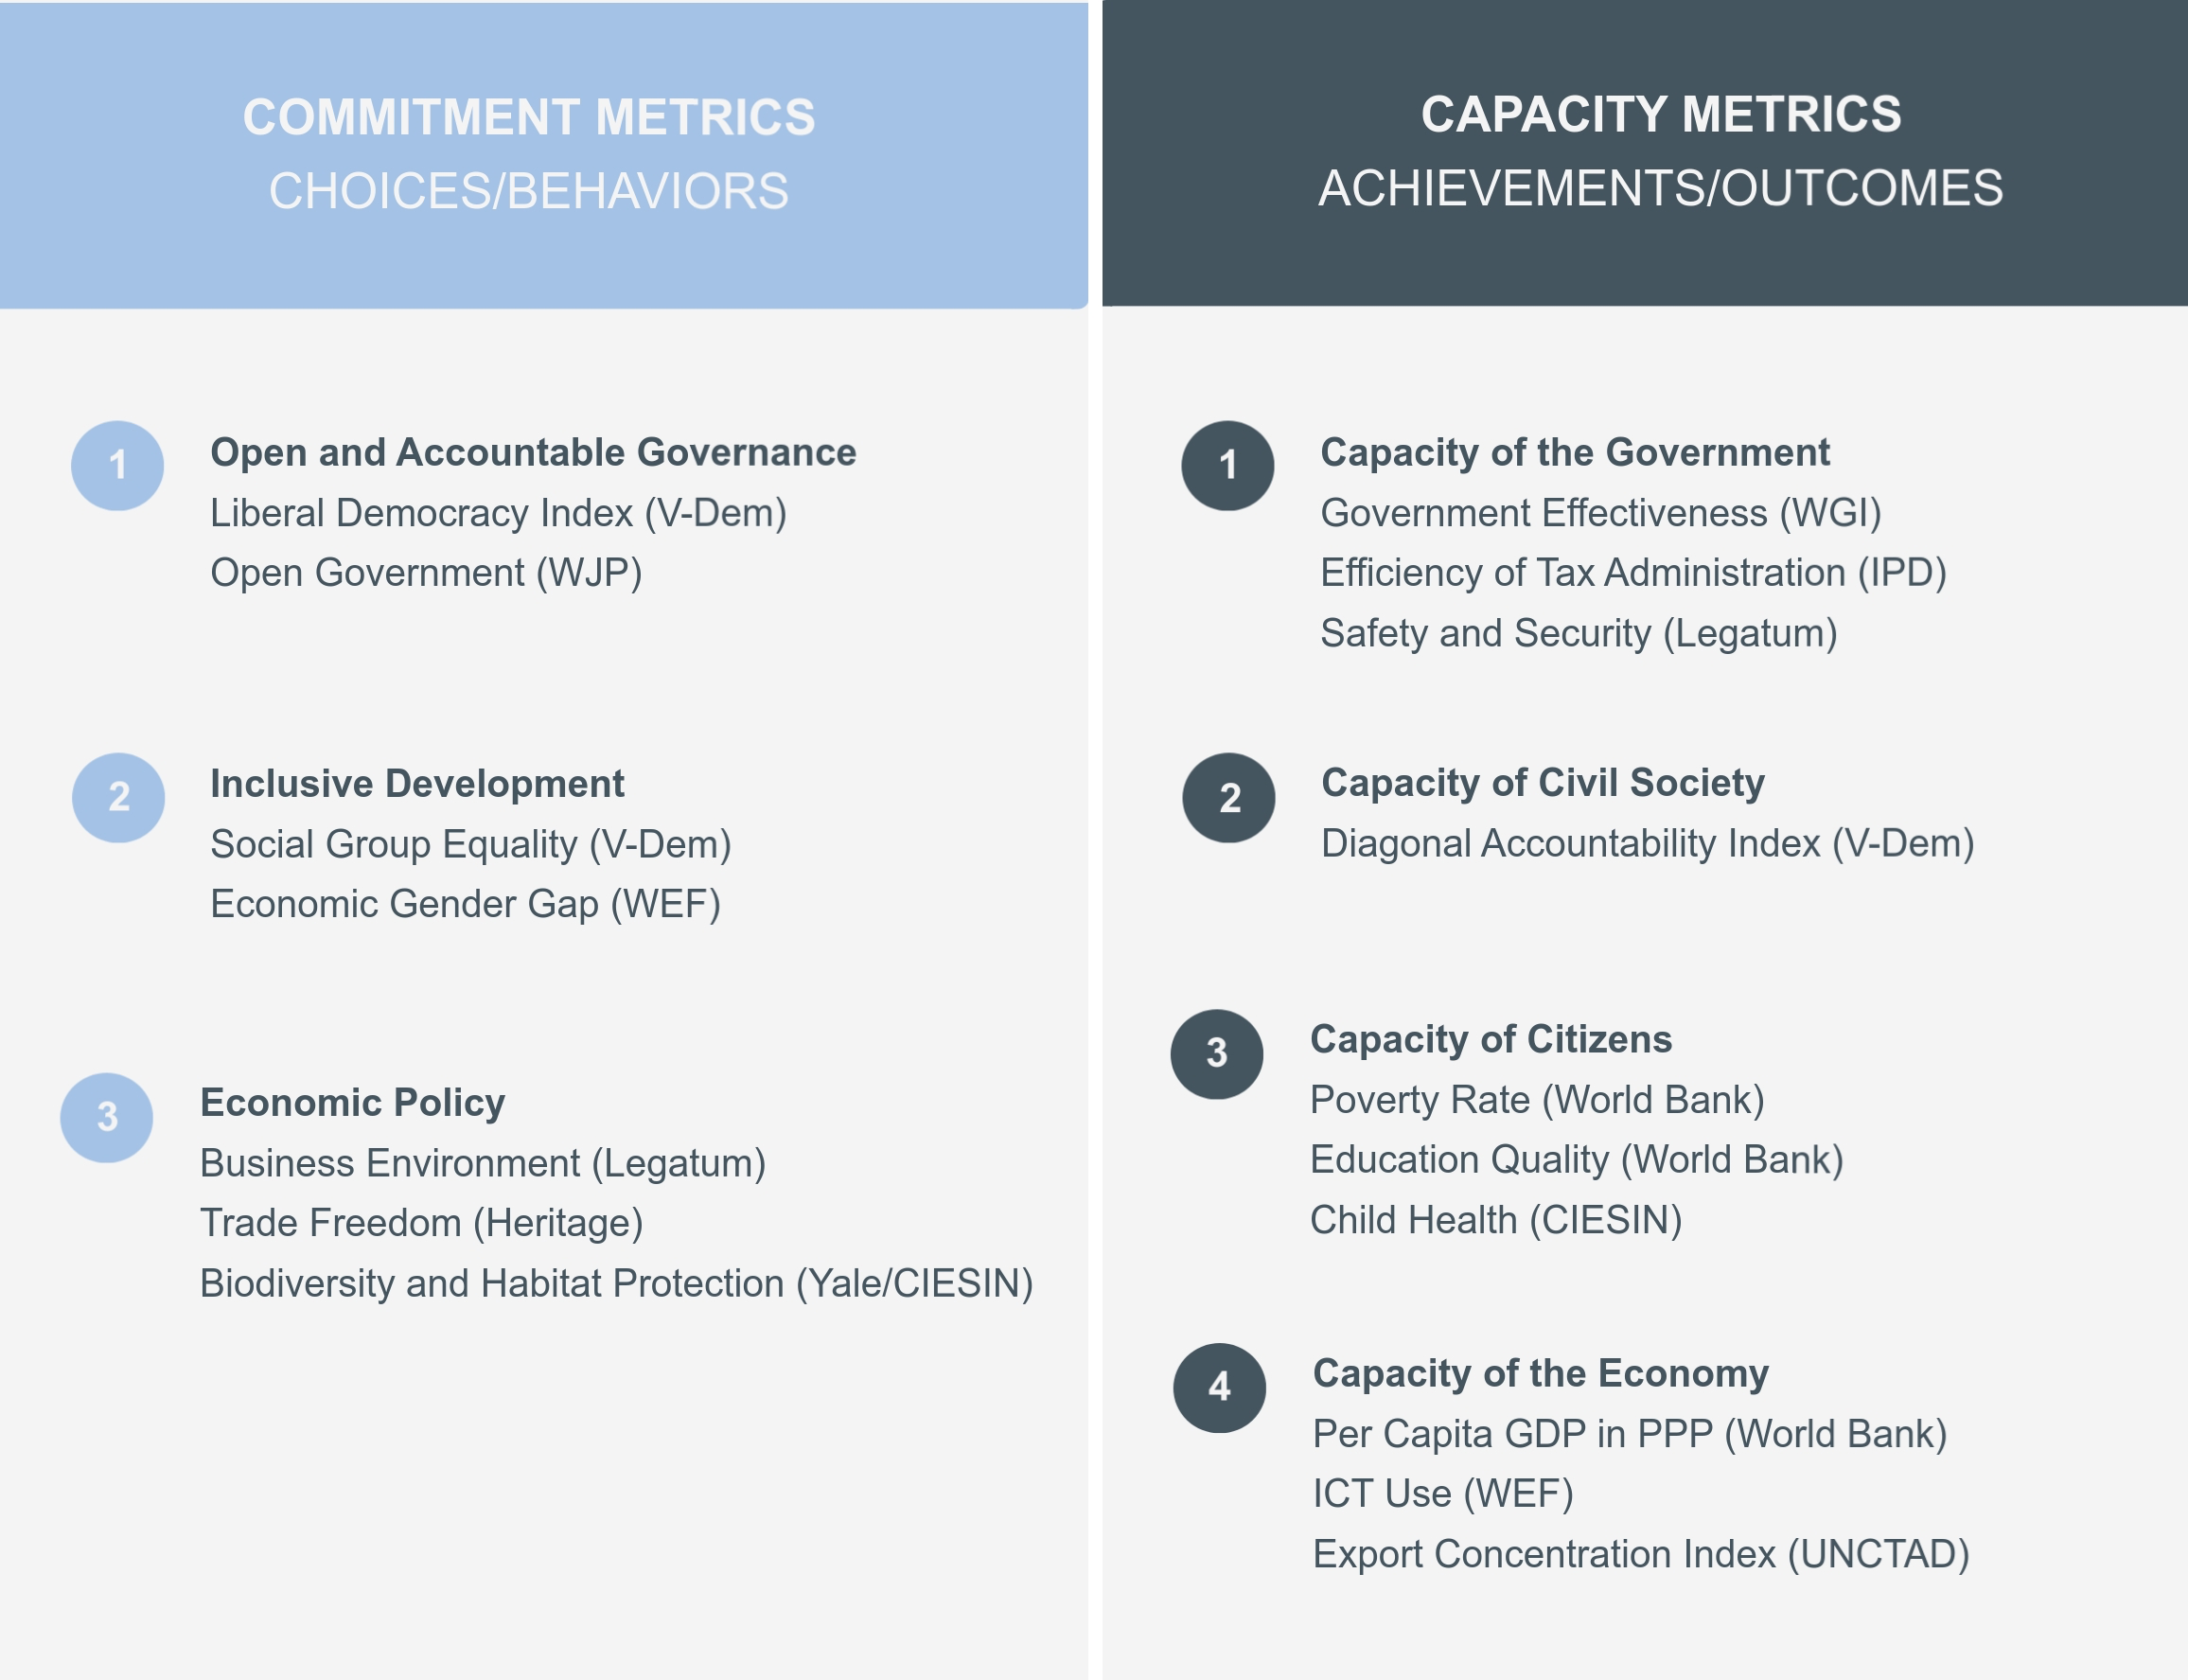 COMMITMENT METRICS
CHOICES/BEHAVIORS
1
Open and Accountable Governance
Liberal Democracy Index (V-Dem)
Open Government (WJP)
2
Inclusive Development
Social Group Equality (V-Dem)
Economic Gender Gap (WEF)
3
Economic Policy
Business Environment (Legatum)
Trade Freedom (Heritage)
Biodiversity and Habitat Protection (Yale/CIESIN)
CAPACITY METRICS
ACHIEVEMENTS/OUTCOMES
1
Capacity of the Government
Government Effectiveness (WGI)
Efficiency of Tax Administration (IPD)
Safety and Security (Legatum)
2
Capacity of Civil Society
Diagonal Accountability Index (V-Dem)
3
Capacity of Citizens
Poverty Rate (World Bank)
Education Quality (World Bank)
Child Health (CIESIN)
4
Capacity of the Economy
Per Capita GDP in PPP (World Bank)
ICT Use (WEF)
Export Concentration Index (UNCTAD)